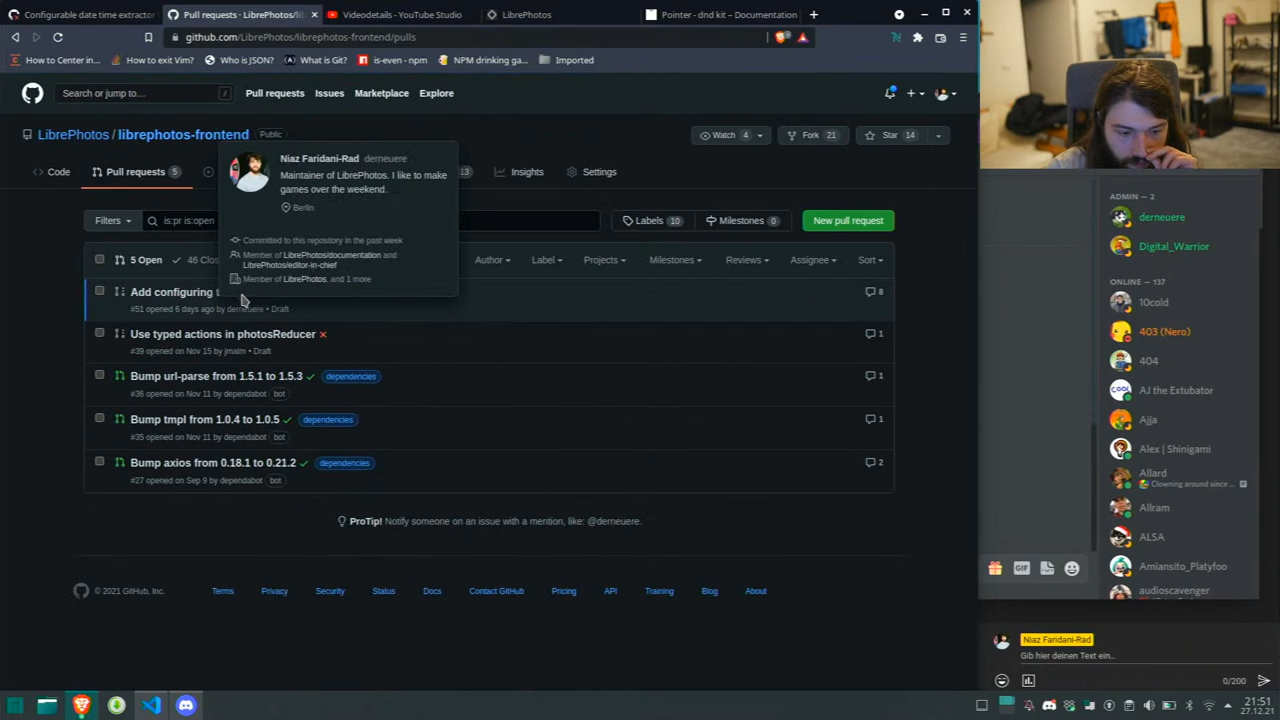 Configurable date time extractor
Pull requests · LibrePhotos/li
Videodetails - YouTube Studio
LibrePhotos
Pointer - dnd kit – Documentation
github.com/LibrePhotos/librephotos-frontend/pulls
How to Center in...
How to exit Vim?
Who is JSON?
What is Git?
is-even - npm
NPM drinking ga...
Imported
Search or jump to...
/
Pull requests
Issues
Marketplace
Explore
LibrePhotos / librephotos-frontend
Public
Watch 4
Fork 21
Star 14
Code
Pull requests 5
13
Insights
Settings
Niaz Faridani-Rad derneuere
Maintainer of LibrePhotos. I like to make
games over the weekend.
Berlin
Committed to this repository in the past week
Member of LibrePhotos/documentation and
LibrePhotos/editor-in-chief
Member of LibrePhotos, and 1 more
Filters
is:pr is:open
Labels 10
Milestones 0
New pull request
5 Open
46 Clos
Author
Label
Projects
Milestones
Reviews
Assignee
Sort
Add configuring t
8
#51 opened 6 days ago by derneuere • Draft
Use typed actions in photosReducer
1
#39 opened on Nov 15 by jmalm • Draft
Bump url-parse from 1.5.1 to 1.5.3
dependencies
1
#36 opened on Nov 11 by dependabot bot
Bump tmpl from 1.0.4 to 1.0.5
dependencies
1
#35 opened on Nov 11 by dependabot bot
Bump axios from 0.18.1 to 0.21.2
dependencies
2
#27 opened on Sep 9 by dependabot bot
ProTip! Notify someone on an issue with a mention, like: @derneuere.
© 2021 GitHub, Inc.
Terms
Privacy
Security
Status
Docs
Contact GitHub
Pricing
API
Training
Blog
About
ADMIN — 2
derneuere
Digital_Warrior
ONLINE — 137
10cold
403 (Nero)
404
AJ the Extubator
Ajja
Alex | Shinigami
Allard
Clowning around since ...
Allram
ALSA
Amiansito_Platyfoo
audioscavenger
GIF
Niaz Faridani-Rad
Gib hier deinen Text ein...
0/200
21:51
27.12.21